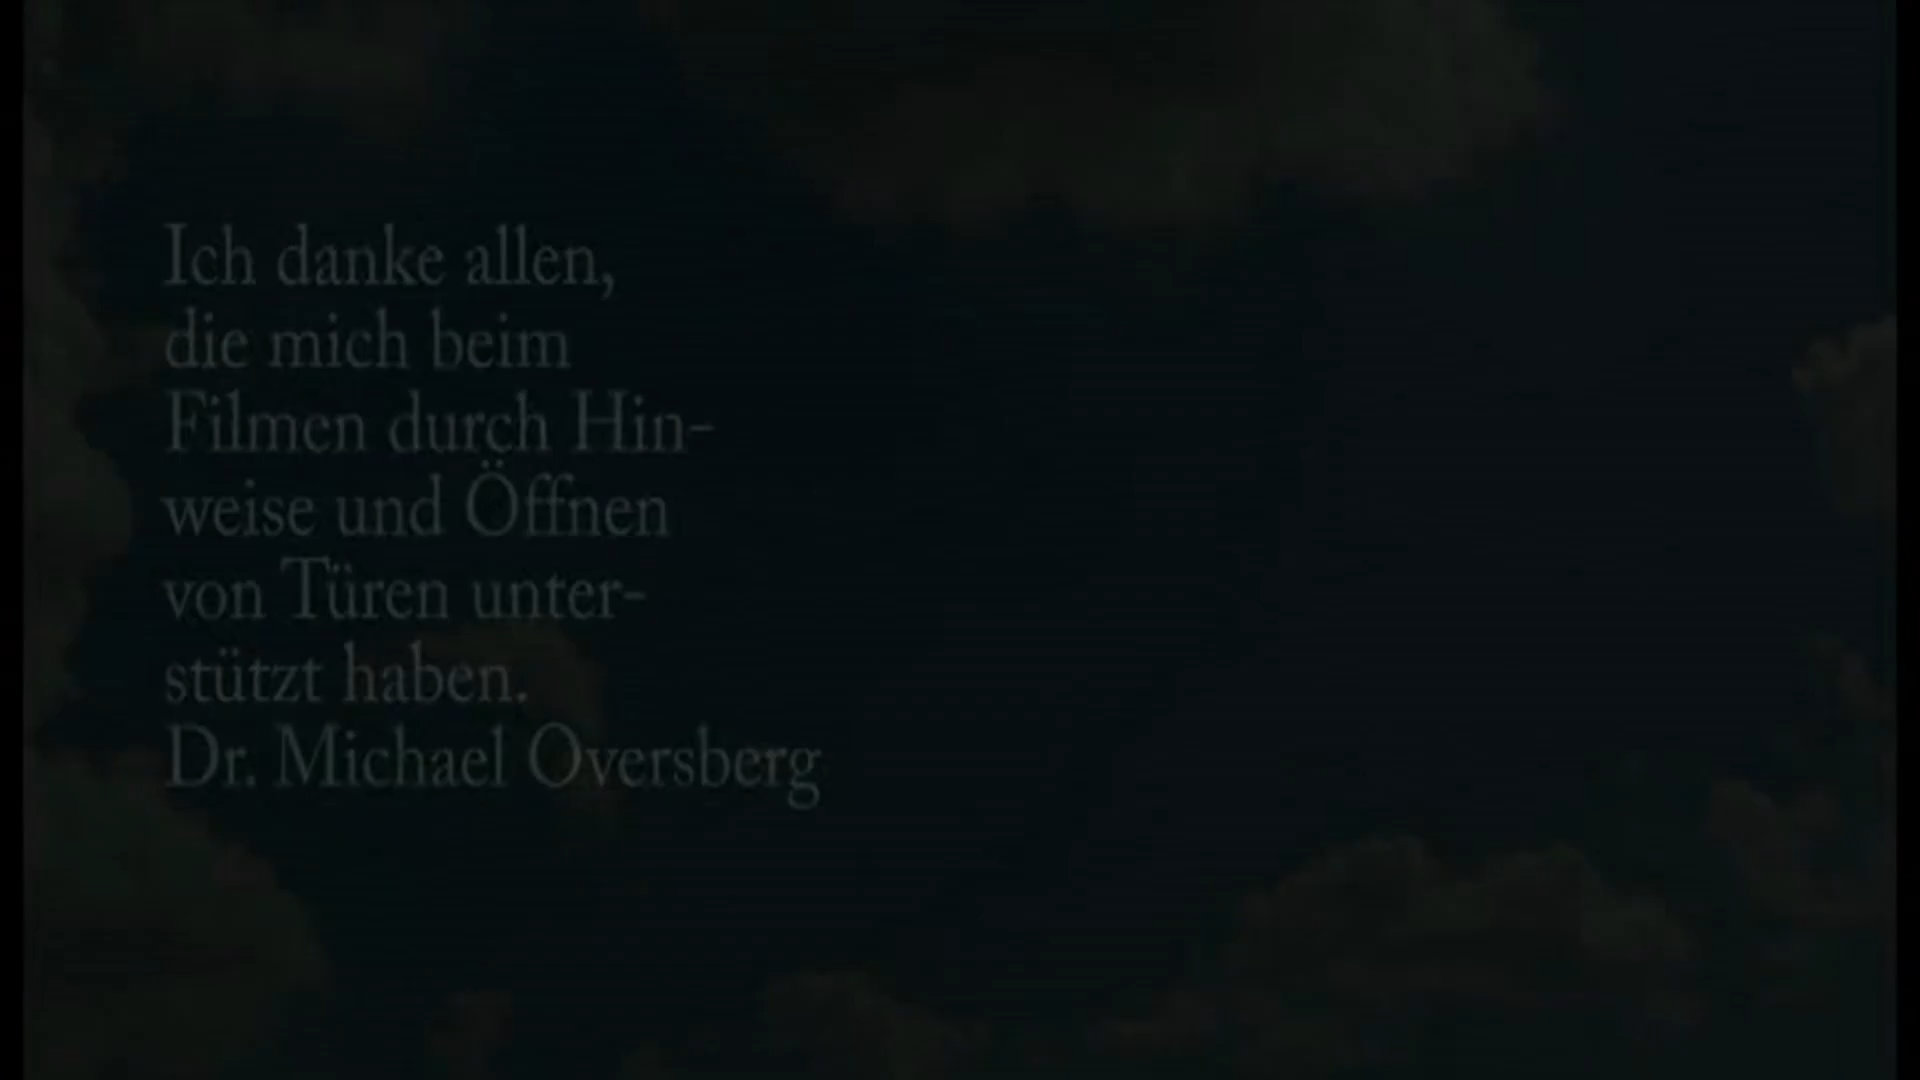 Ich danke allen,
die mich beim
Filmen durch Hin-
weise und Öffnen
von Türen unter-
stützt haben.
Dr. Michael Oversberg